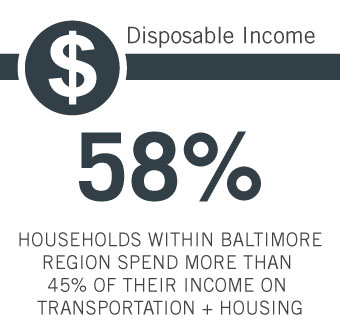 $
Disposable Income
58%
HOUSEHOLDS WITHIN BALTIMORE
REGION SPEND MORE THAN
45% OF THEIR INCOME ON
TRANSPORTATION + HOUSING